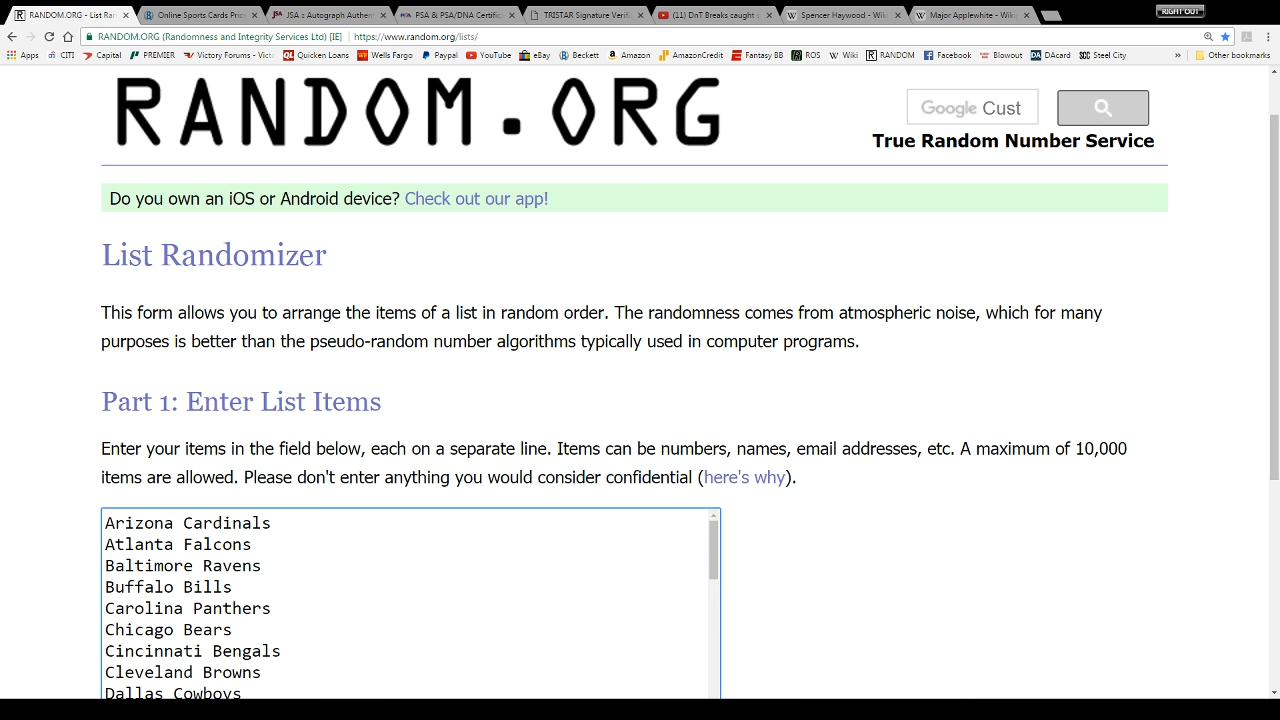 RANDOM.ORG - List Ran
Online Sports Cards Price
JSA :: Autograph Authent
PSA & PSA/DNA Certific
TRISTAR Signature Verifi
(11) DnT Breaks caught s
Spencer Haywood - Wiki
Major Applewhite - Wiki
RIGHT OUT
RANDOM.ORG (Randomness and Integrity Services Ltd) [IE] https://www.random.org/lists/
Apps CITI Capital PREMIER Victory Forums - Vict Quicken Loans Wells Fargo Paypal YouTube eBay Beckett Amazon AmazonCredit Fantasy BB ROS Wiki RANDOM Facebook Blowout DAcard Steel City » Other bookmarks
RANDOM.ORG
Google Cust
True Random Number Service
Do you own an iOS or Android device? Check out our app!
List Randomizer
This form allows you to arrange the items of a list in random order. The randomness comes from atmospheric noise, which for many
purposes is better than the pseudo-random number algorithms typically used in computer programs.
Part 1: Enter List Items
Enter your items in the field below, each on a separate line. Items can be numbers, names, email addresses, etc. A maximum of 10,000
items are allowed. Please don't enter anything you would consider confidential (here's why).
Arizona Cardinals
Atlanta Falcons
Baltimore Ravens
Buffalo Bills
Carolina Panthers
Chicago Bears
Cincinnati Bengals
Cleveland Browns
Dallas Cowboys